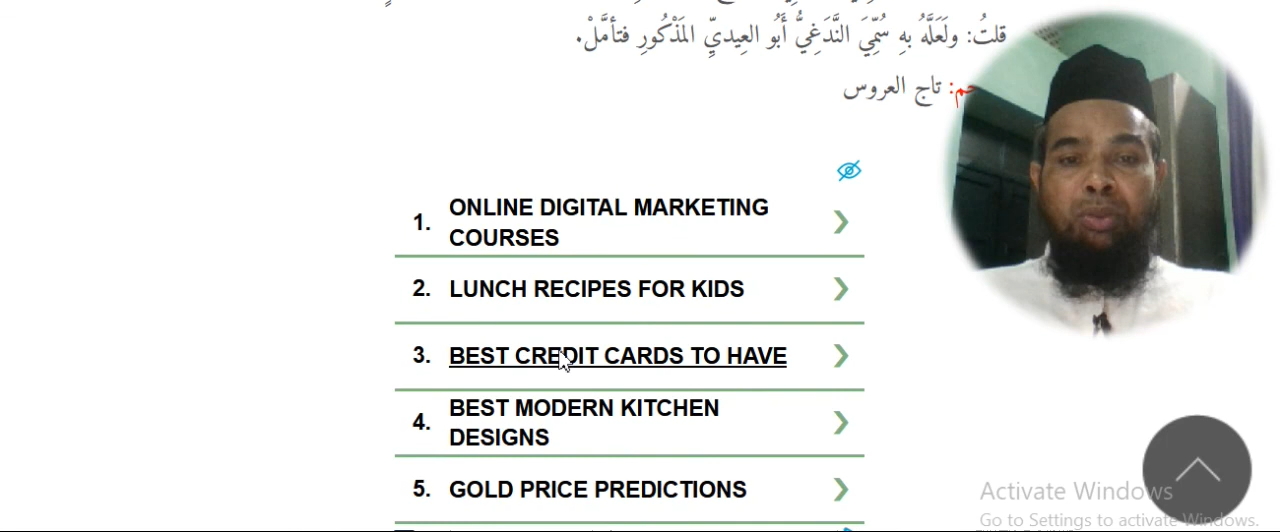 قلتُ: ولَعَلَّهُ بهِ سُمِّيَ النَّدَغِيُّ أَبُو العِيديِّ المَذْكُورِ فتأمَّلْ.
تاج العروس
1. ONLINE DIGITAL MARKETING
COURSES
2. LUNCH RECIPES FOR KIDS
3. BEST CREDIT CARDS TO HAVE
4. BEST MODERN KITCHEN
DESIGNS
5. GOLD PRICE PREDICTIONS
Activate Windows
Go to Settings to activate Windows.